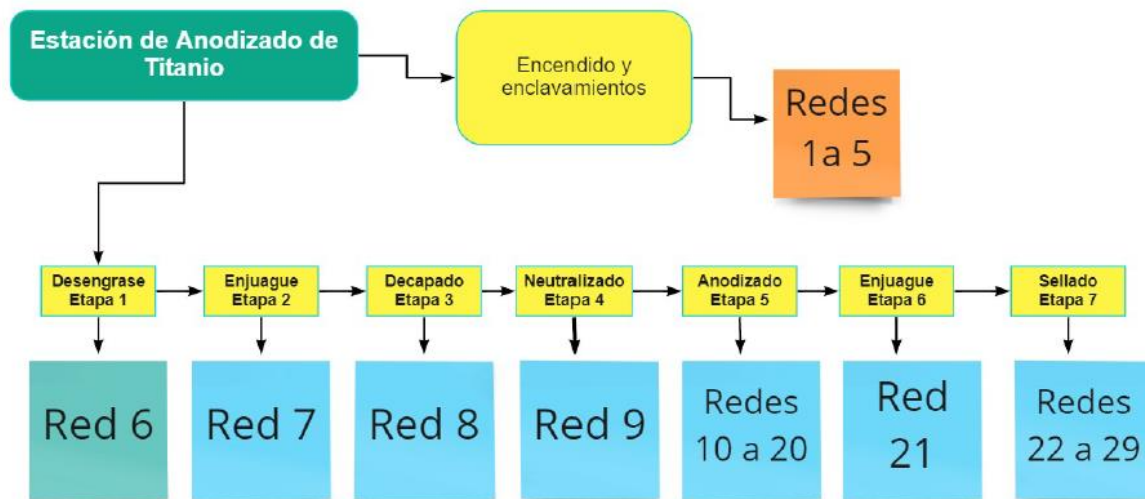 Estación de Anodizado de
Titanio
Encendido y
enclavamientos
Redes
1a 5
Desengrase
Etapa 1
Enjuague
Etapa 2
Decapado
Etapa 3
Neutralizado
Etapa 4
Anodizado
Etapa 5
Enjuague
Etapa 6
Sellado
Etapa 7
Red 6
Red 7
Red 8
Red 9
Redes
10 a 20
Red
21
Redes
22 a 29